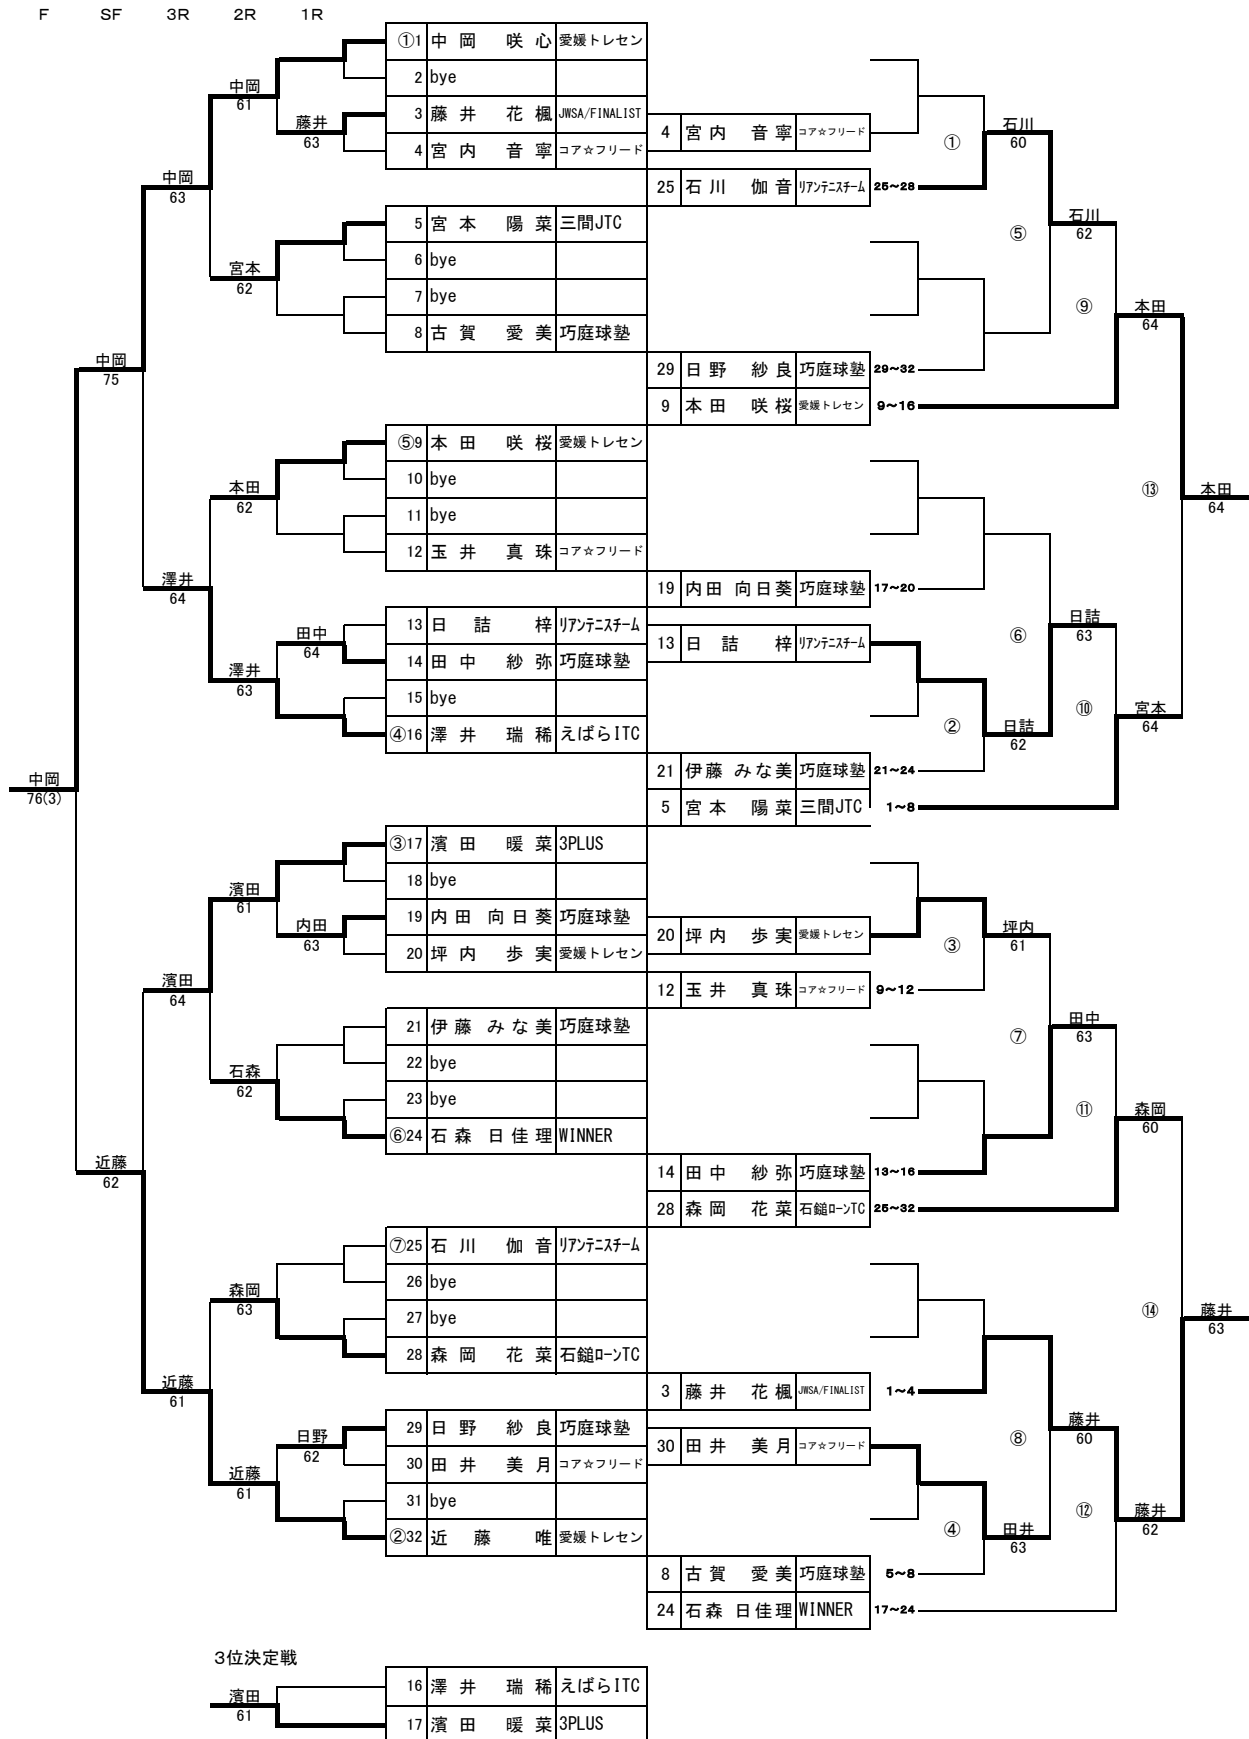 F SF 3R 2R 1R
①1 中岡 咲心 愛媛トレセン
2 bye
3 藤井 花楓 JWSA/FINALIST
4 宮内 音寧 コア☆フリード
5 宮本 陽菜 三間JTC
6 bye
7 bye
8 古賀 愛美 巧庭球塾
⑤9 本田 咲桜 愛媛トレセン
10 bye
11 bye
12 玉井 真珠 コア☆フリード
13 日詰 梓 リアンテニスチーム
14 田中 紗弥 巧庭球塾
15 bye
④16 澤井 瑞稀 えばらITC
③17 濱田 暖菜 3PLUS
18 bye
19 内田 向日葵 巧庭球塾
20 坪内 歩実 愛媛トレセン
21 伊藤 みな美 巧庭球塾
22 bye
23 bye
⑥24 石森 日佳理 WINNER
⑦25 石川 伽音 リアンテニスチーム
26 bye
27 bye
28 森岡 花菜 石鎚ローンTC
29 日野 紗良 巧庭球塾
30 田井 美月 コア☆フリード
31 bye
②32 近藤 唯 愛媛トレセン
藤井
63
田中
64
内田
63
日野
62
中岡
61
宮本
62
本田
62
澤井
63
濱田
61
石森
62
森岡
63
近藤
61
中岡
63
澤井
64
濱田
64
近藤
61
中岡
75
近藤
62
中岡
76(3)
4 宮内 音寧 コア☆フリード
25 石川 伽音 リアンテニスチーム 25~28
29 日野 紗良 巧庭球塾 29~32
9 本田 咲桜 愛媛トレセン 9~16
19 内田 向日葵 巧庭球塾 17~20
13 日詰 梓 リアンテニスチーム
21 伊藤 みな美 巧庭球塾 21~24
5 宮本 陽菜 三間JTC 1~8
20 坪内 歩実 愛媛トレセン
12 玉井 真珠 コア☆フリード 9~12
14 田中 紗弥 巧庭球塾 13~16
28 森岡 花菜 石鎚ローンTC 25~32
3 藤井 花楓 JWSA/FINALIST 1~4
30 田井 美月 コア☆フリード
8 古賀 愛美 巧庭球塾 5~8
24 石森 日佳理 WINNER 17~24
① 石川
60
② 日詰
62
③ 坪内
61
④ 田井
63
⑤ 石川
62
⑥ 日詰
63
⑦ 田中
63
⑧ 藤井
60
⑨ 本田
64
⑩ 宮本
64
⑪ 森岡
60
⑫ 藤井
62
⑬ 本田
64
⑭ 藤井
63
3位決定戦
16 澤井 瑞稀 えばらITC
17 濱田 暖菜 3PLUS
濱田
61